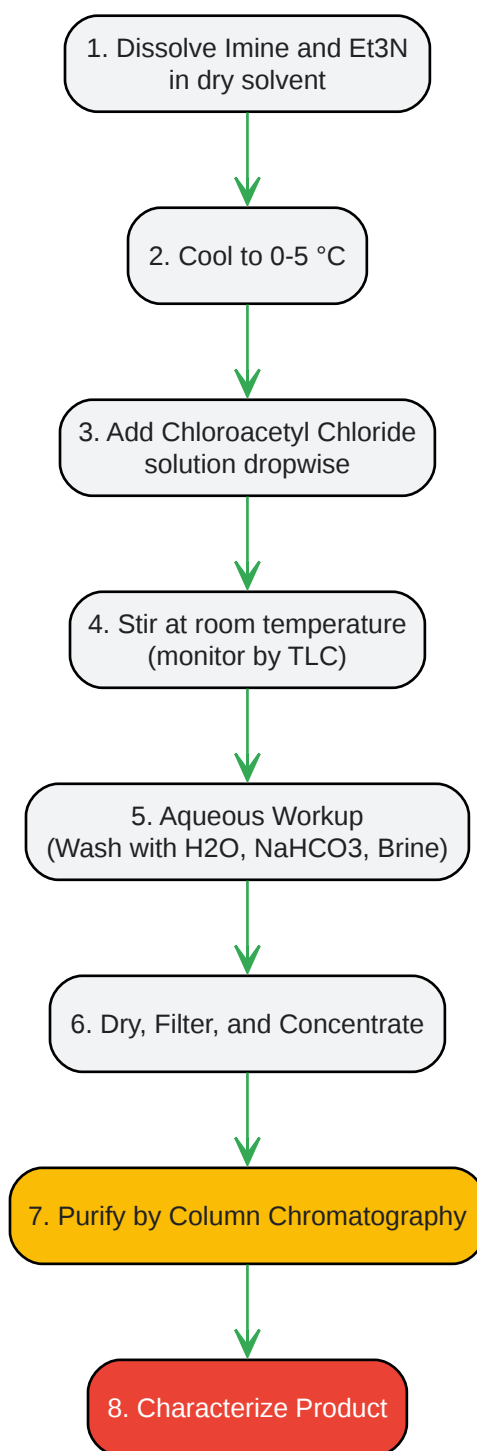 1. Dissolve Imine and Et3N
in dry solvent
2. Cool to 0-5 °C
3. Add Chloroacetyl Chloride
solution dropwise
4. Stir at room temperature
(monitor by TLC)
5. Aqueous Workup
(Wash with H2O, NaHCO3, Brine)
6. Dry, Filter, and Concentrate
7. Purify by Column Chromatography
8. Characterize Product